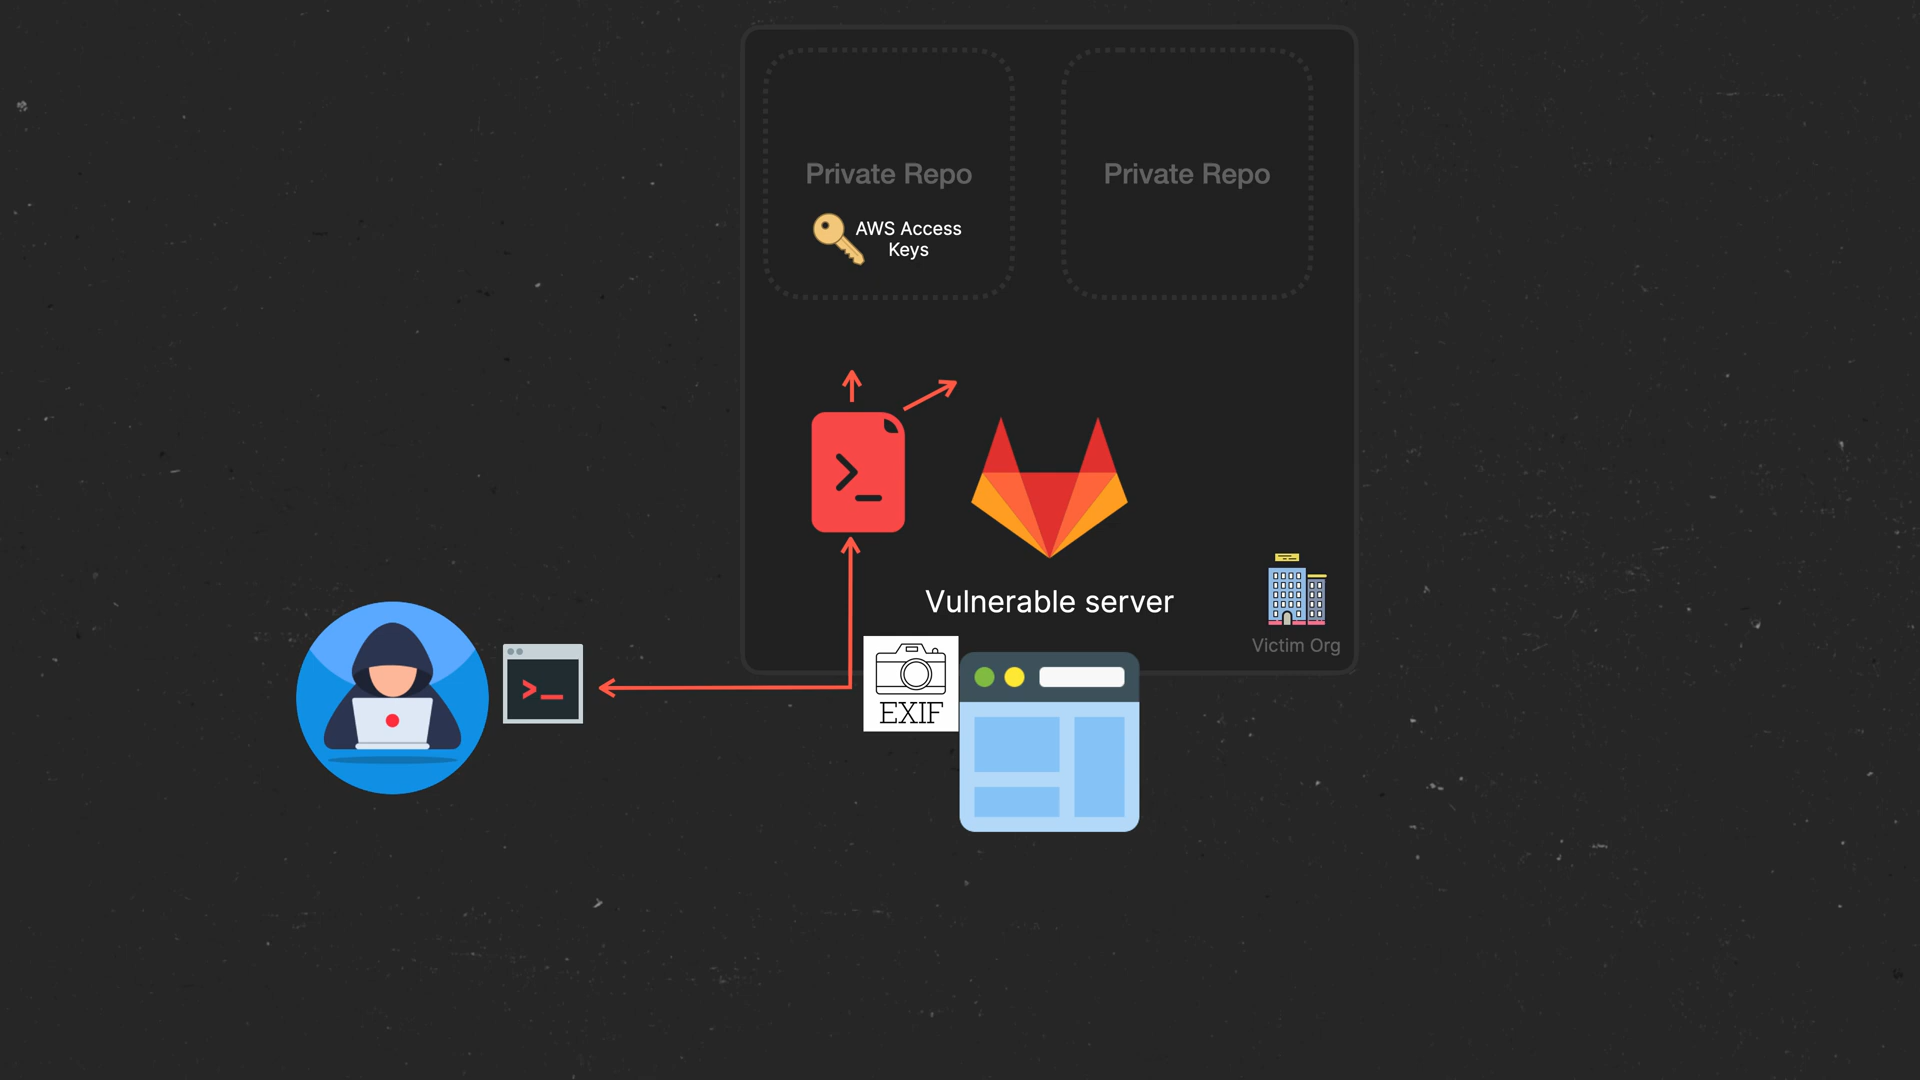 Private Repo
Private Repo
AWS Access
Keys
>_
Vulnerable server
Victim Org
>_
EXIF